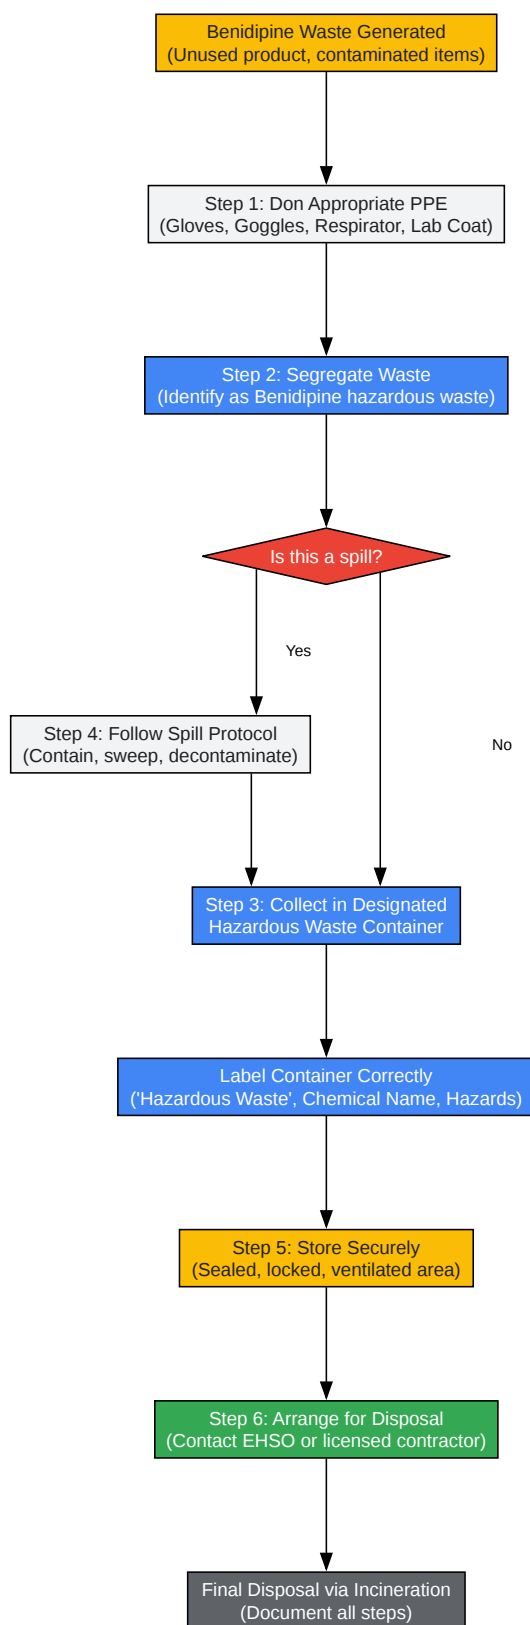 Benidipine Waste Generated
(Unused product, contaminated items)
Step 1: Don Appropriate PPE
(Gloves, Goggles, Respirator, Lab Coat)
Step 2: Segregate Waste
(Identify as Benidipine hazardous waste)
Is this a spill?
Yes
Step 4: Follow Spill Protocol
(Contain, sweep, decontaminate)
No
Step 3: Collect in Designated
Hazardous Waste Container
Label Container Correctly
('Hazardous Waste', Chemical Name, Hazards)
Step 5: Store Securely
(Sealed, locked, ventilated area)
Step 6: Arrange for Disposal
(Contact EHSO or licensed contractor)
Final Disposal via Incineration
(Document all steps)